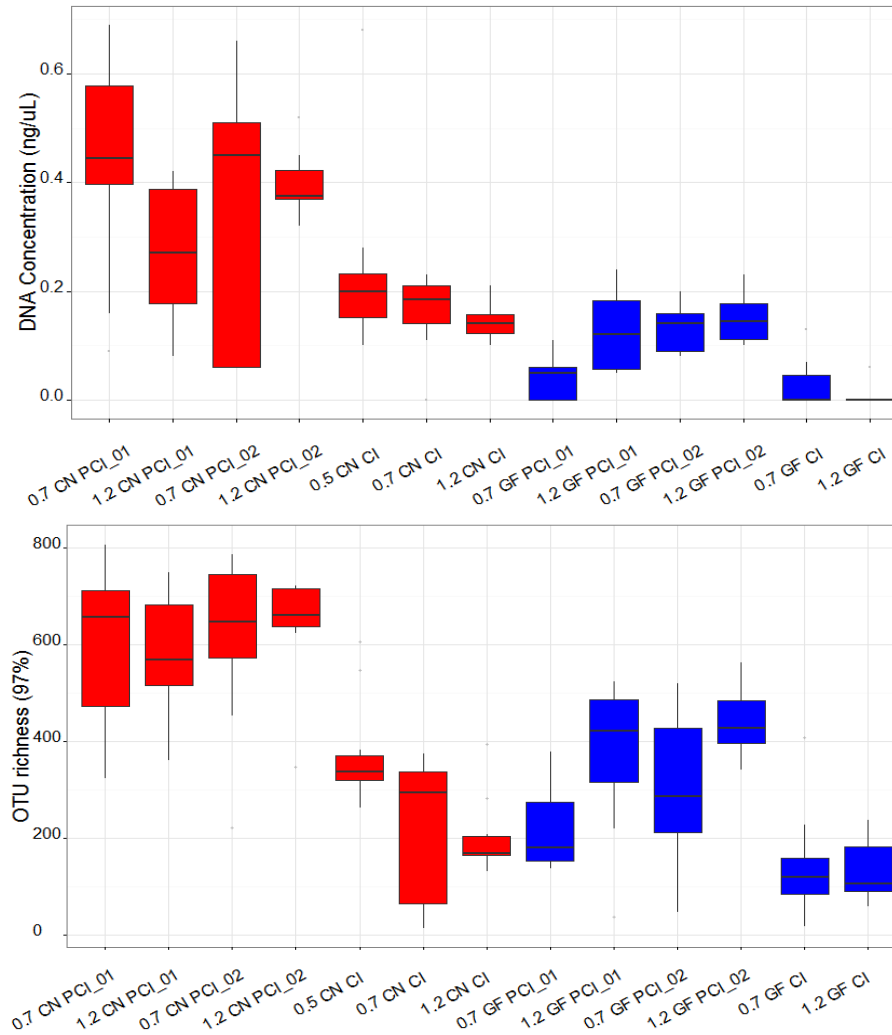 DNA Concentration (ng/uL)
0.6
0.4
0.2
0.0
0.7 CN PCI_01
1.2 CN PCI_01
0.7 CN PCI_02
1.2 CN PCI_02
0.5 CN CI
0.7 CN CI
1.2 CN CI
0.7 GF PCI_01
1.2 GF PCI_01
0.7 GF PCI_02
1.2 GF PCI_02
0.7 GF CI
1.2 GF CI
OTU richness (97%)
800
600
400
200
0
0.7 CN PCI_01
1.2 CN PCI_01
0.7 CN PCI_02
1.2 CN PCI_02
0.5 CN CI
0.7 CN CI
1.2 CN CI
0.7 GF PCI_01
1.2 GF PCI_01
0.7 GF PCI_02
1.2 GF PCI_02
0.7 GF CI
1.2 GF CI